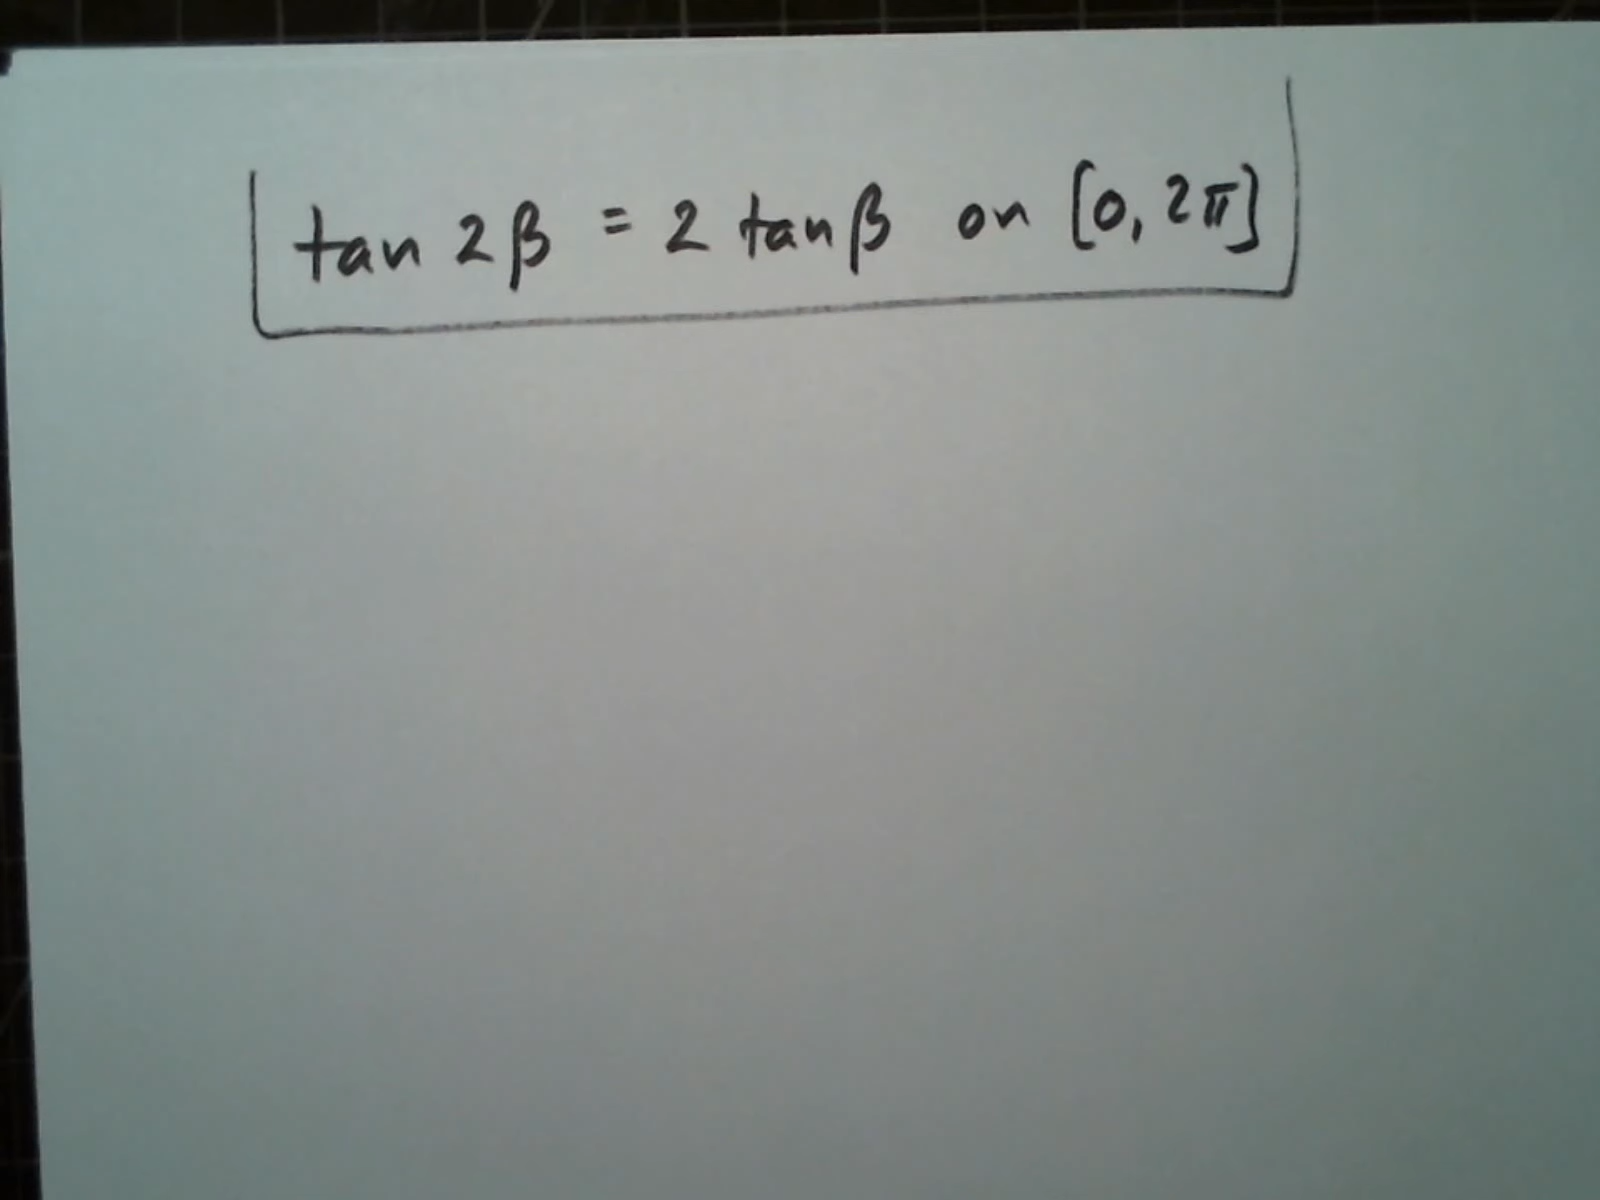 tan 2β = 2 tan β on [0, 2π]